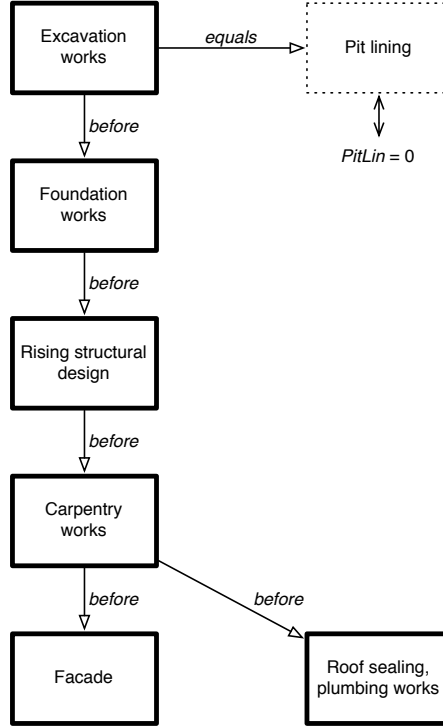 Excavation
works
equals
Pit lining
before
PitLin = 0
Foundation
works
before
Rising structural
design
before
Carpentry
works
before
before
Facade
Roof sealing,
plumbing works